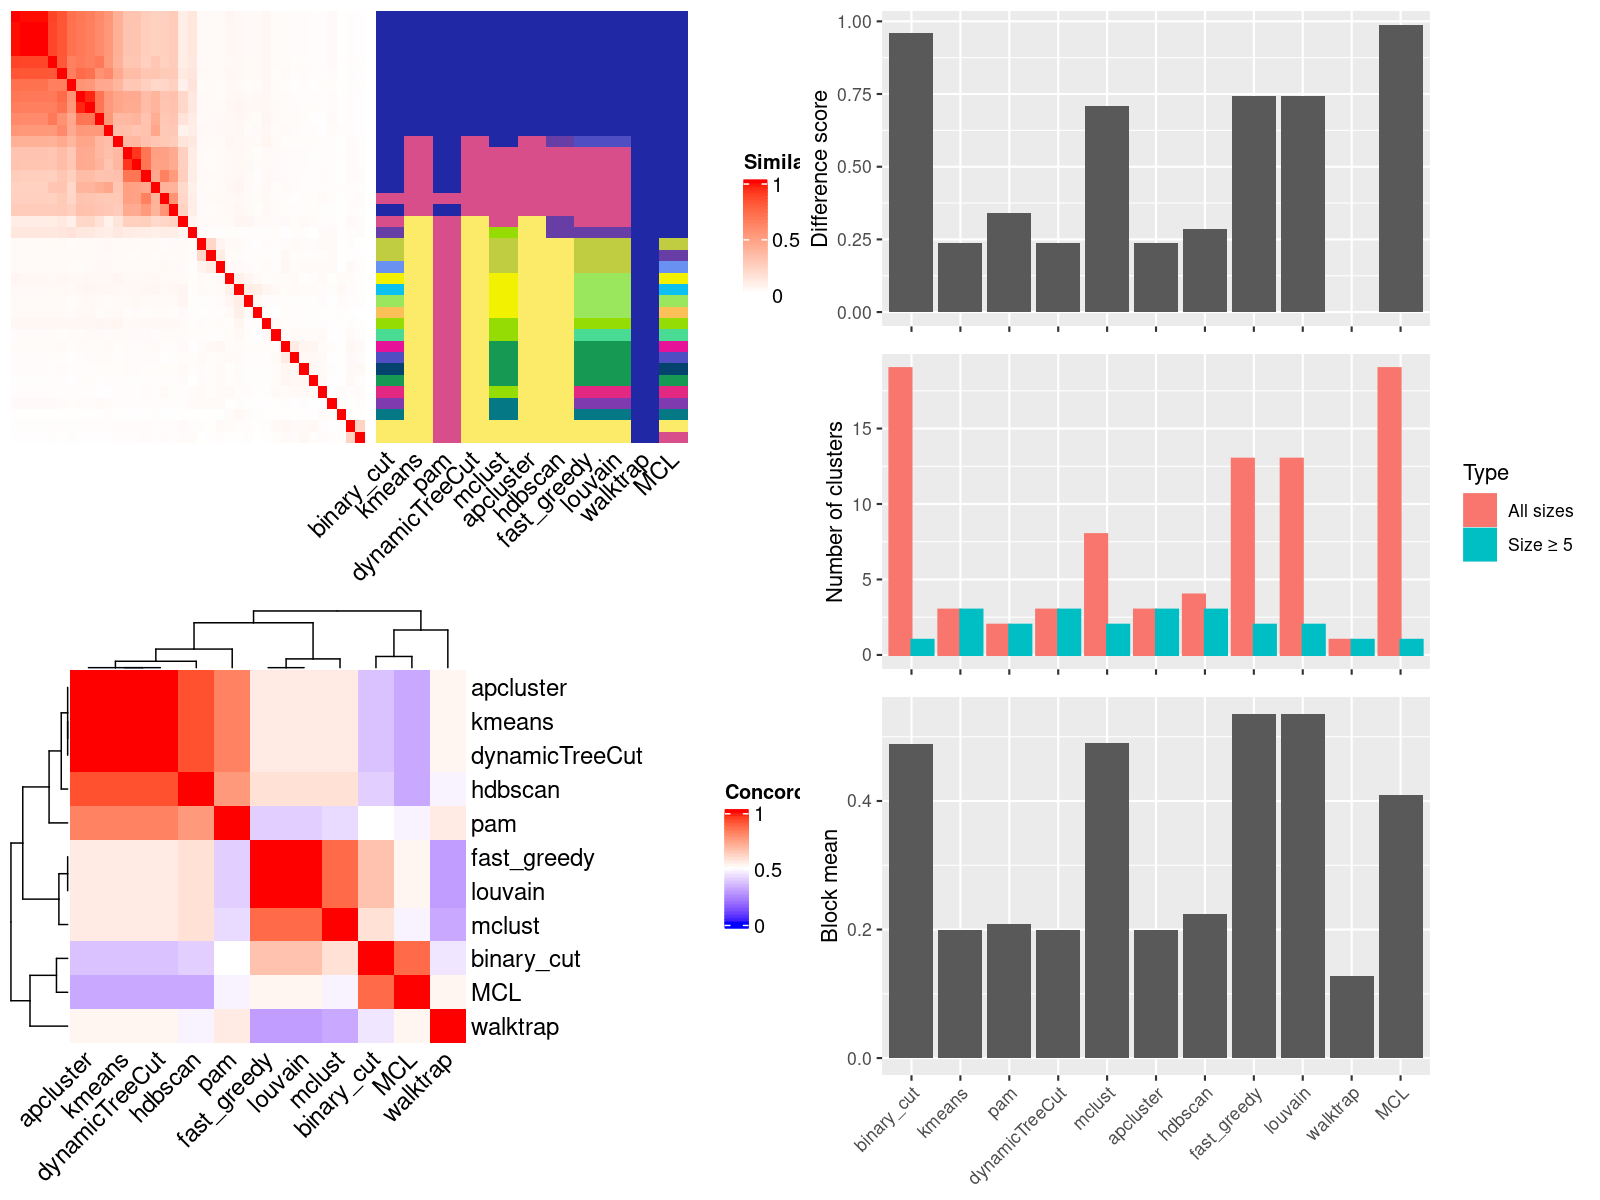 Simila
1
0.5
0
binary_cut
kmeans
pam
dynamicTreeCut
mclust
apcluster
hdbscan
fast_greedy
louvain
walktrap
MCL
apcluster
kmeans
dynamicTreeCut
hdbscan
pam
fast_greedy
louvain
mclust
binary_cut
MCL
walktrap
Concord
1
0.5
0
apcluster
kmeans
dynamicTreeCut
hdbscan
pam
fast_greedy
louvain
mclust
binary_cut
MCL
walktrap
Difference score
1.00
0.75
0.50
0.25
0.00
Number of clusters
15
10
5
0
Type
All sizes
Size ≥ 5
Block mean
0.4
0.2
0.0
binary_cut
kmeans
pam
dynamicTreeCut
mclust
apcluster
hdbscan
fast_greedy
louvain
walktrap
MCL